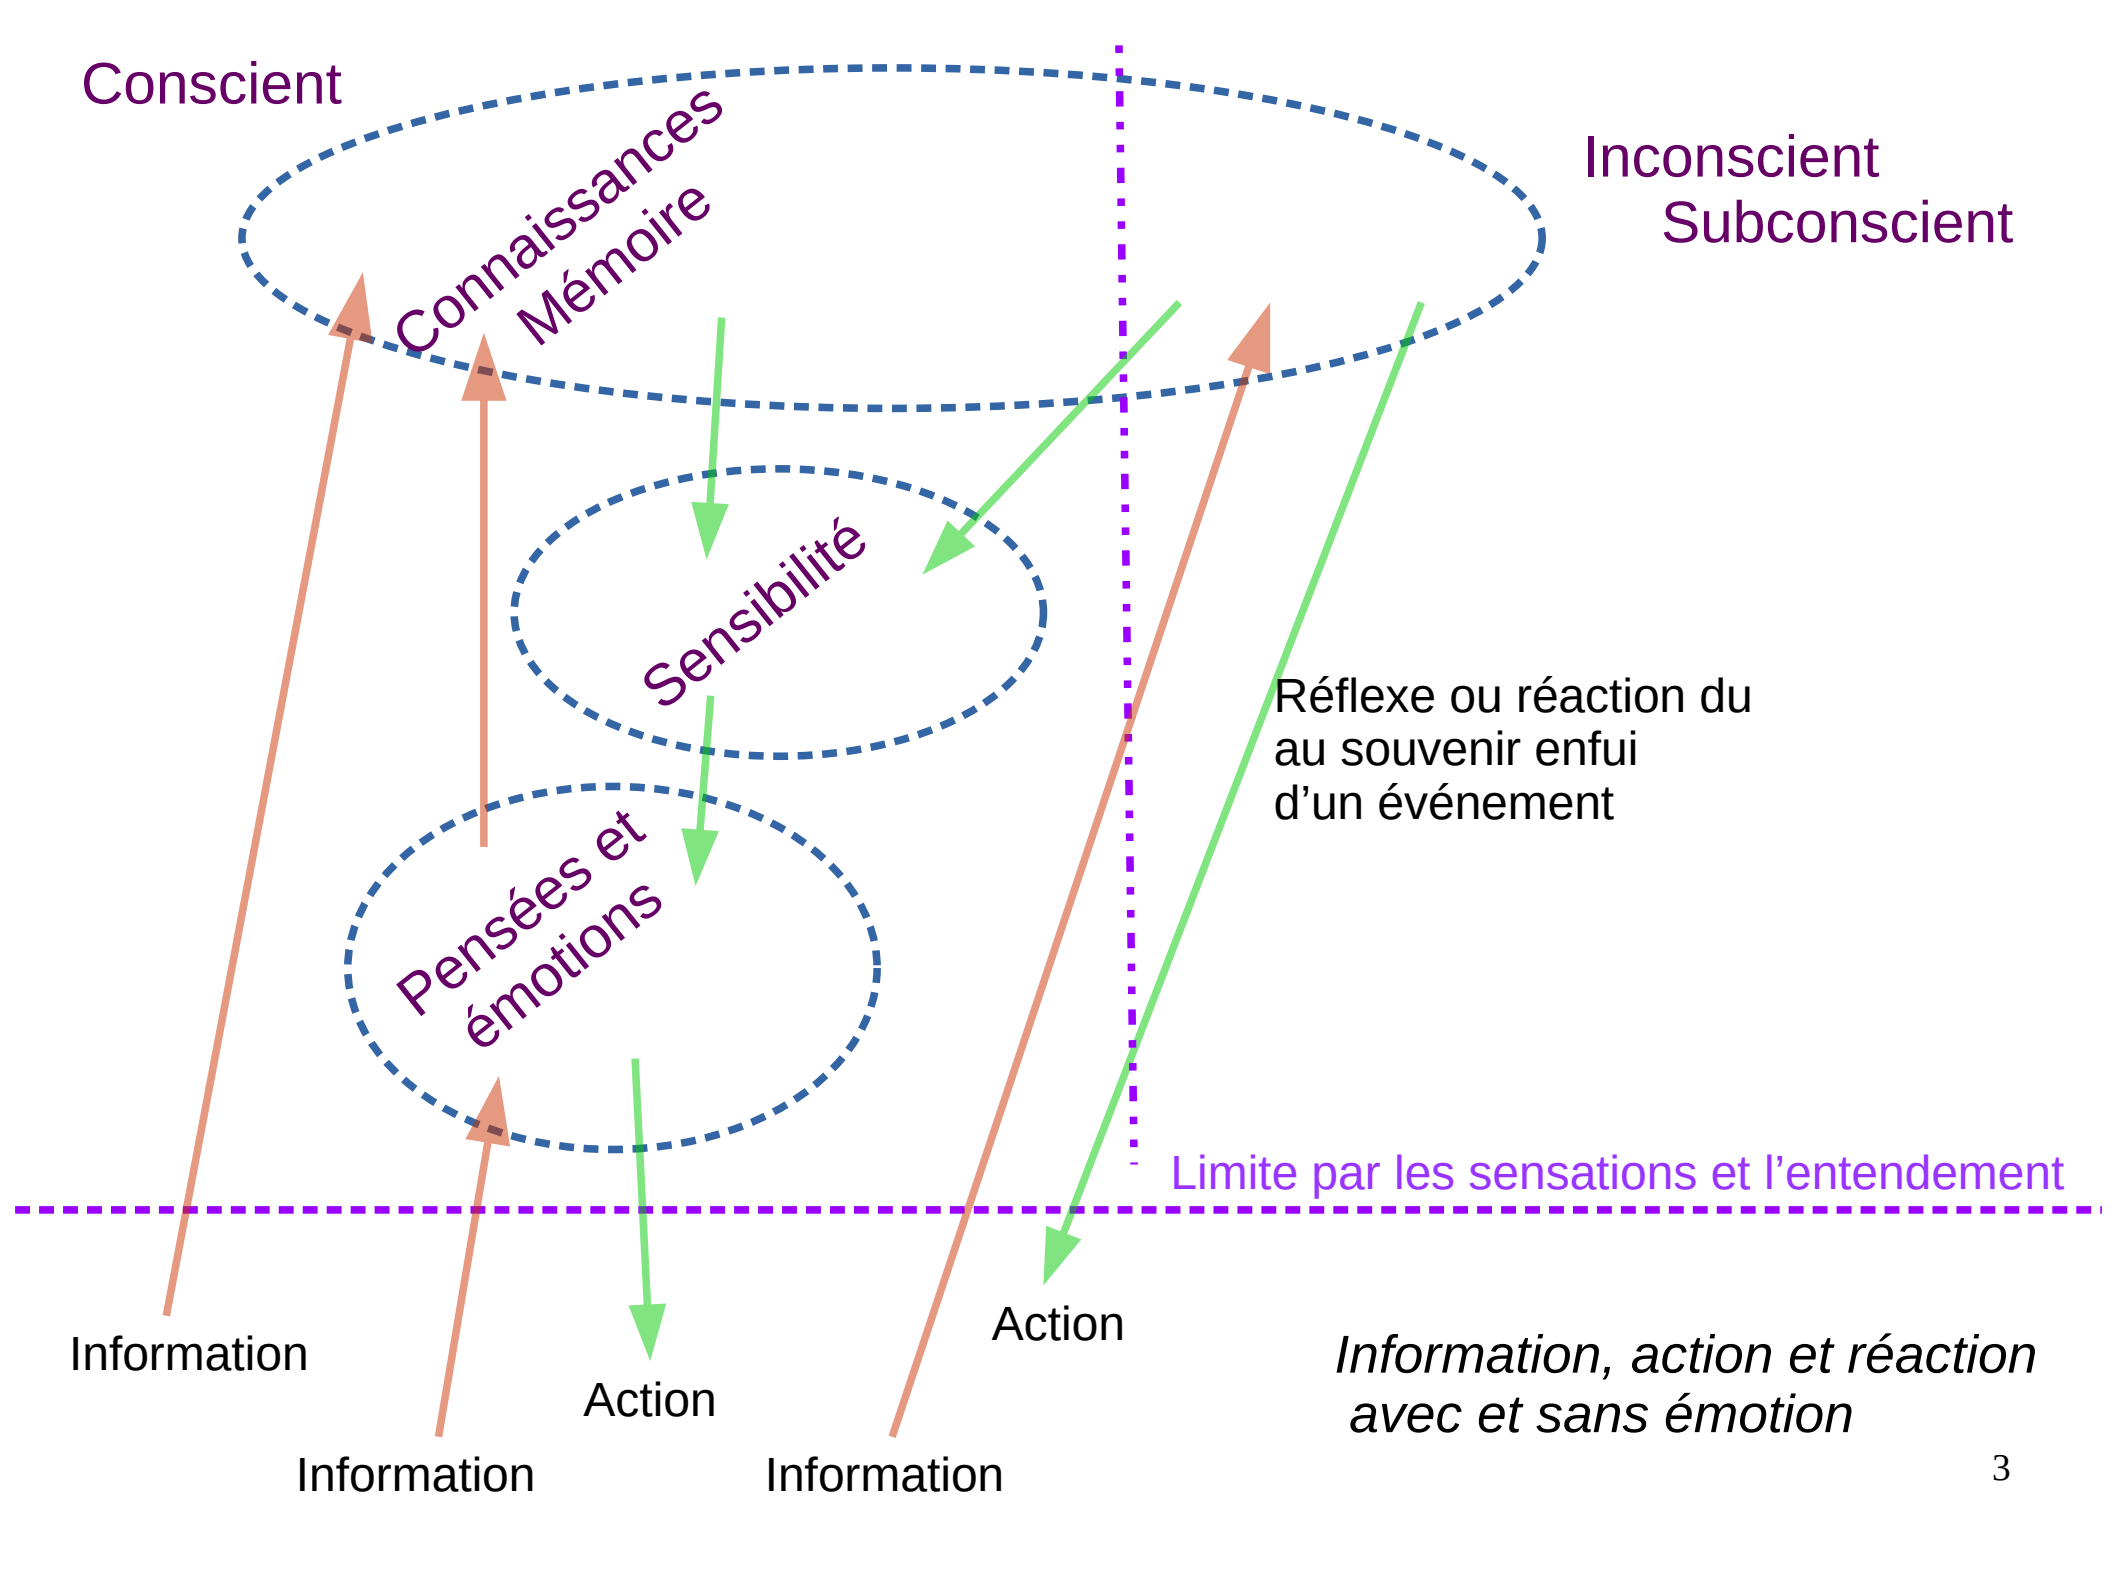 Conscient
Inconscient
Subconscient
Connaissances
Mémoire
Sensibilité
Réflexe ou réaction du
au souvenir enfui
d’un événement
Pensées et
émotions
Limite par les sensations et l’entendement
Action
Information
Information, action et réaction
avec et sans émotion
Action
Information
Information
3